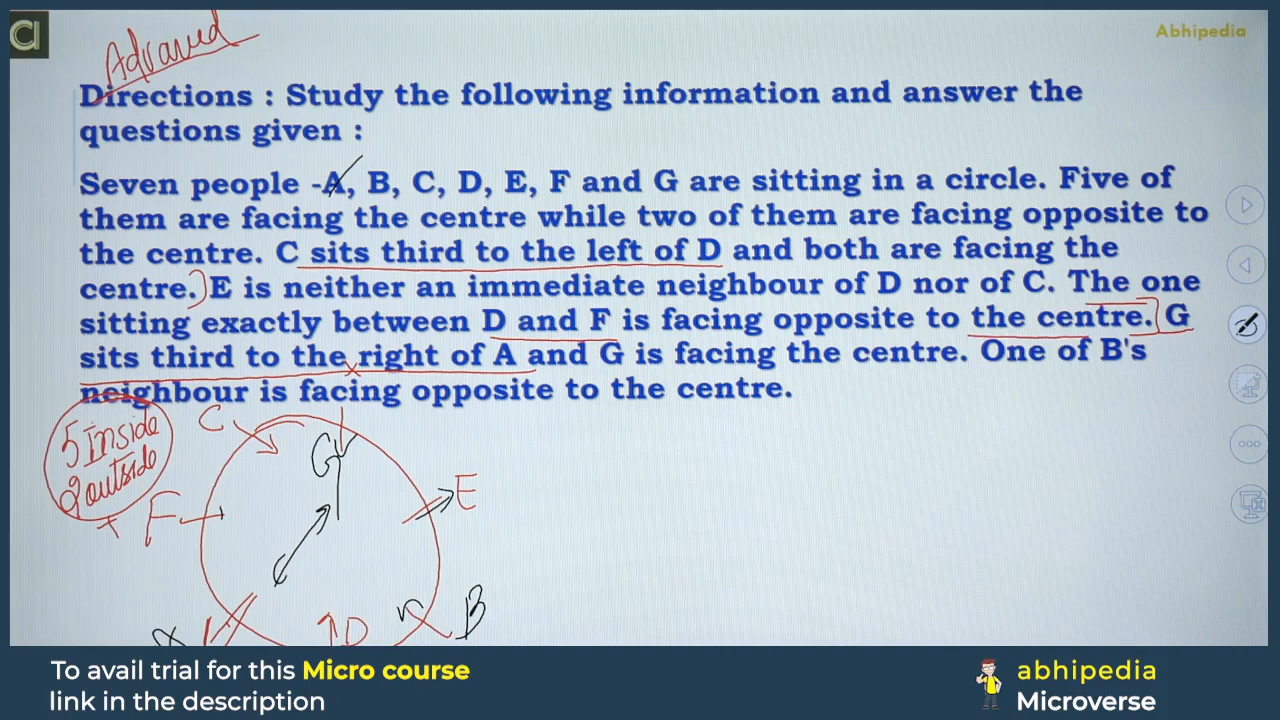 CI
Abhipedia
Advanced
Directions : Study the following information and answer the
questions given :
Seven people -A, B, C, D, E, F and G are sitting in a circle. Five of
them are facing the centre while two of them are facing opposite to
the centre. C sits third to the left of D and both are facing the
centre. E is neither an immediate neighbour of D nor of C. The one
sitting exactly between D and F is facing opposite to the centre. G
sits third to the right of A and G is facing the centre. One of B's
neighbour is facing opposite to the centre.
5 Inside
2 outside
C
G
E
F
B
D
To avail trial for this Micro course
link in the description
abhipedia
Microverse